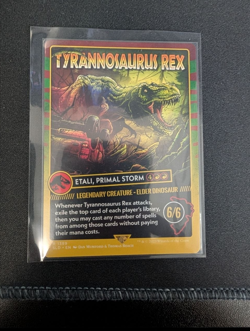 TYRANNOSAURUS REX
ETALI, PRIMAL STORM 4
LEGENDARY CREATURE – ELDER DINOSAUR
Whenever Tyrannosaurus Rex attacks,
exile the top card of each player's library,
then you may cast any number of spells
from among those cards without paying
their mana costs.
6/6